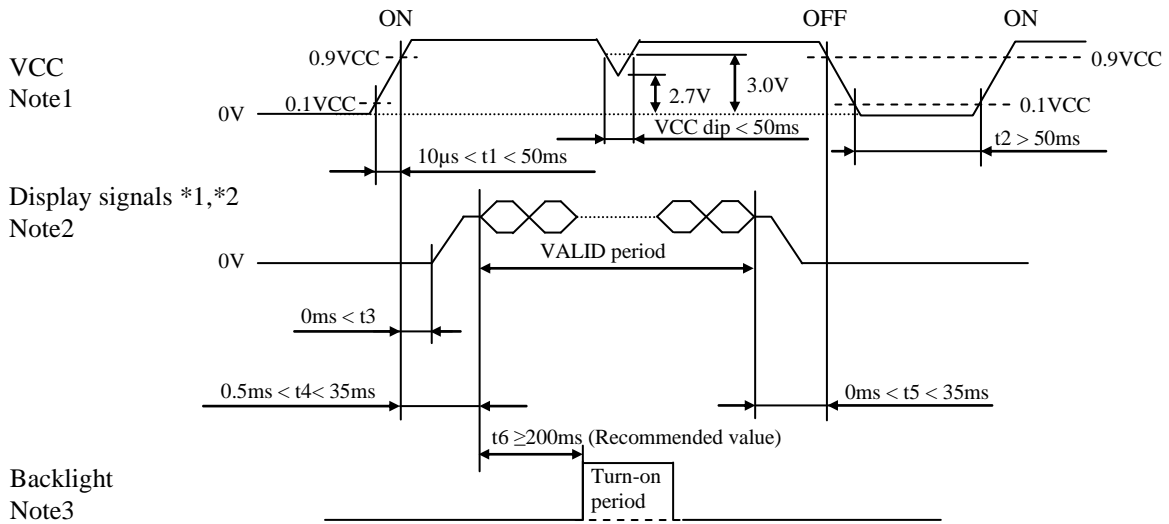 ON
OFF
ON
VCC
Note1
0.9VCC
0.1VCC
0V
3.0V
2.7V
VCC dip < 50ms
0.9VCC
0.1VCC
10µs < t1 < 50ms
t2 > 50ms
Display signals *1,*2
Note2
0V
VALID period
0ms < t3
0.5ms < t4< 35ms
0ms < t5 < 35ms
t6 ≥200ms (Recommended value)
Backlight
Note3
Turn-on
period